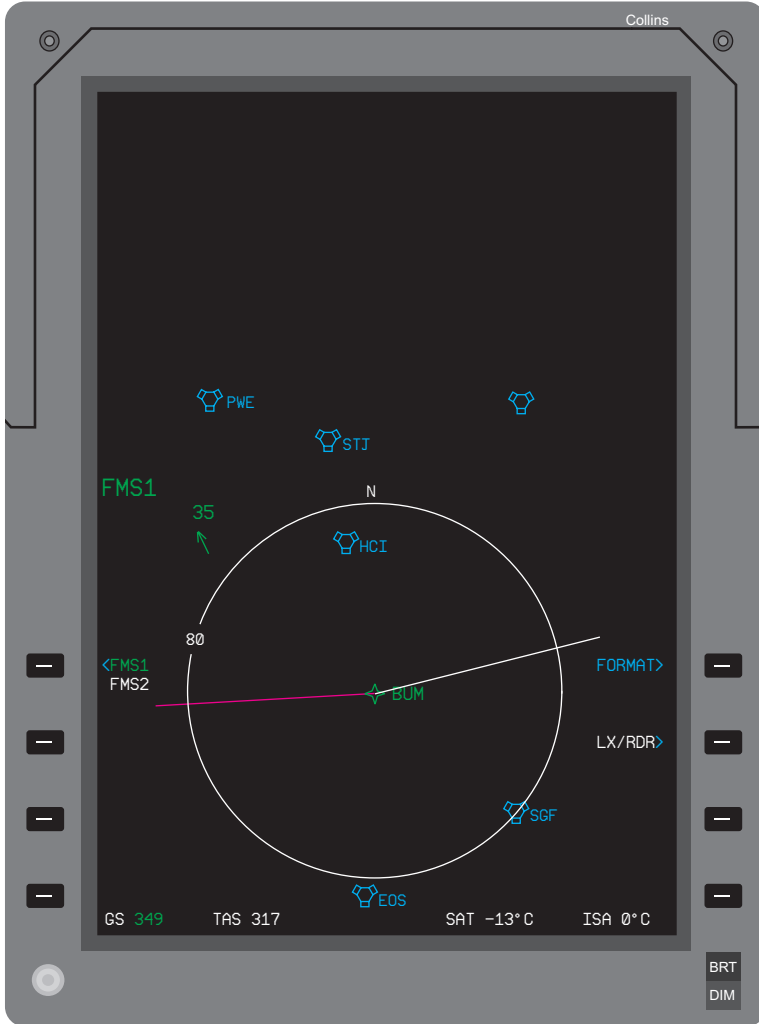 Collins
PWE
STJ
FMS1
N
35
HCI
80
<FMS1
FORMAT>
FMS2
BUM
LX/RDR>
SGF
EOS
GS 349 TAS 317 SAT -13°C ISA 0°C
BRT
DIM